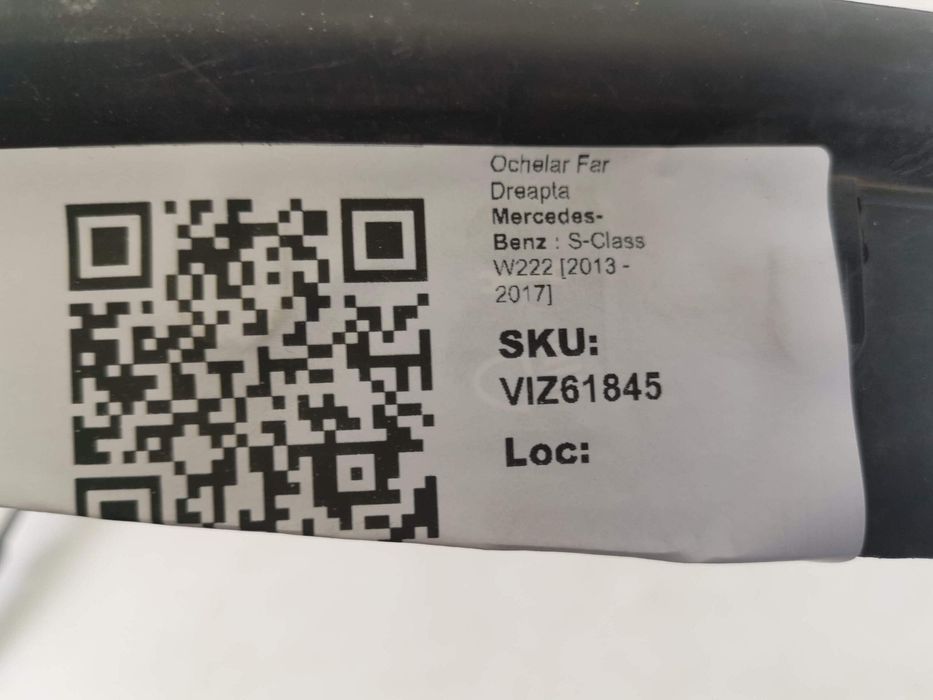 Ochelar Far
Dreapta
Mercedes-
Benz : S-Class
W222 [2013 -
2017]
SKU:
VIZ61845
Loc: